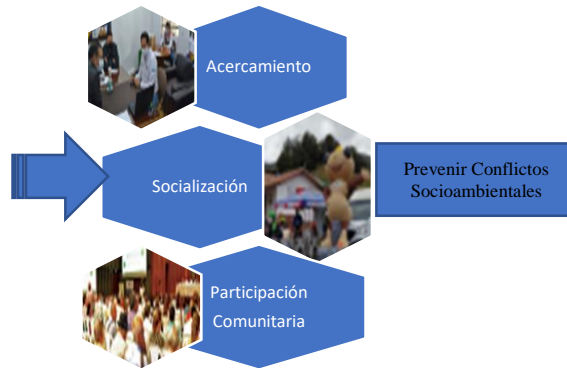 Acercamiento
Socialización
Prevenir Conflictos
Socioambientales
Participación
Comunitaria